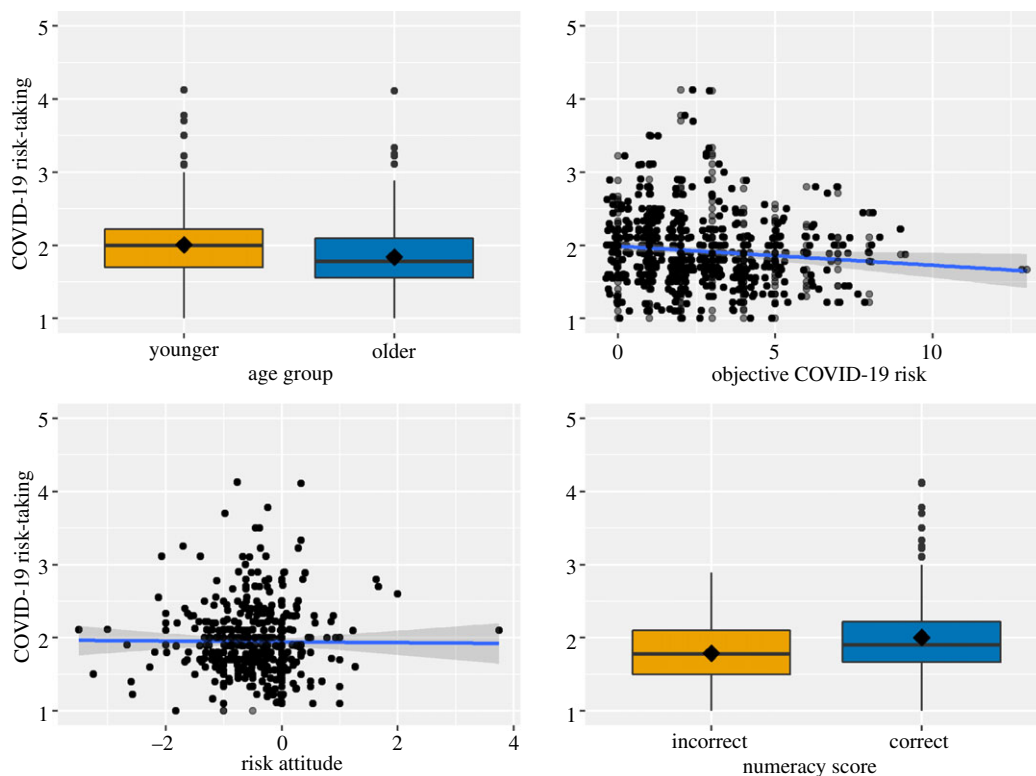 5
4
3
2
1
COVID-19 risk-taking
younger
older
age group
5
4
3
2
1
0
5
10
objective COVID-19 risk
5
4
3
2
1
COVID-19 risk-taking
–2
0
2
4
risk attitude
5
4
3
2
1
incorrect
correct
numeracy score